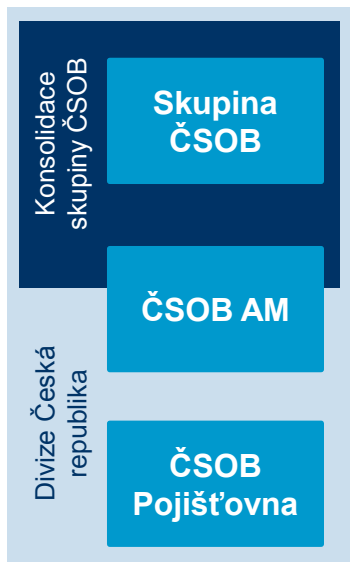 Konsolidace
skupiny ČSOB
Skupina
ČSOB
ČSOB AM
Divize Česká
republika
ČSOB
Pojišťovna